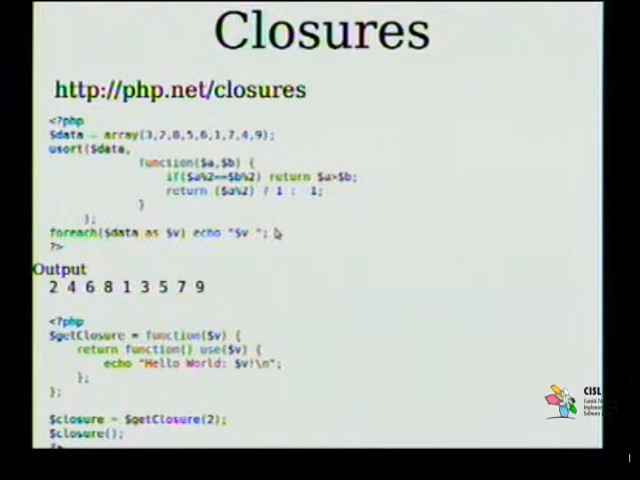 Closures
http://php.net/closures
<?php
$data = array(3,2,8,5,6,1,7,4,9);
usort($data,
function($a,$b) {
if($a%2==$b%2) return $a>$b;
return ($a%2) ? 1 : 1;
}
);
foreach($data as $v) echo "$v ";
?>
Output
2 4 6 8 1 3 5 7 9
<?php
$getClosure = function($v) {
return function() use($v) {
echo "Hello World: $v!\n";
};
};
$closure = $getClosure(2);
$closure();
CISL
Software